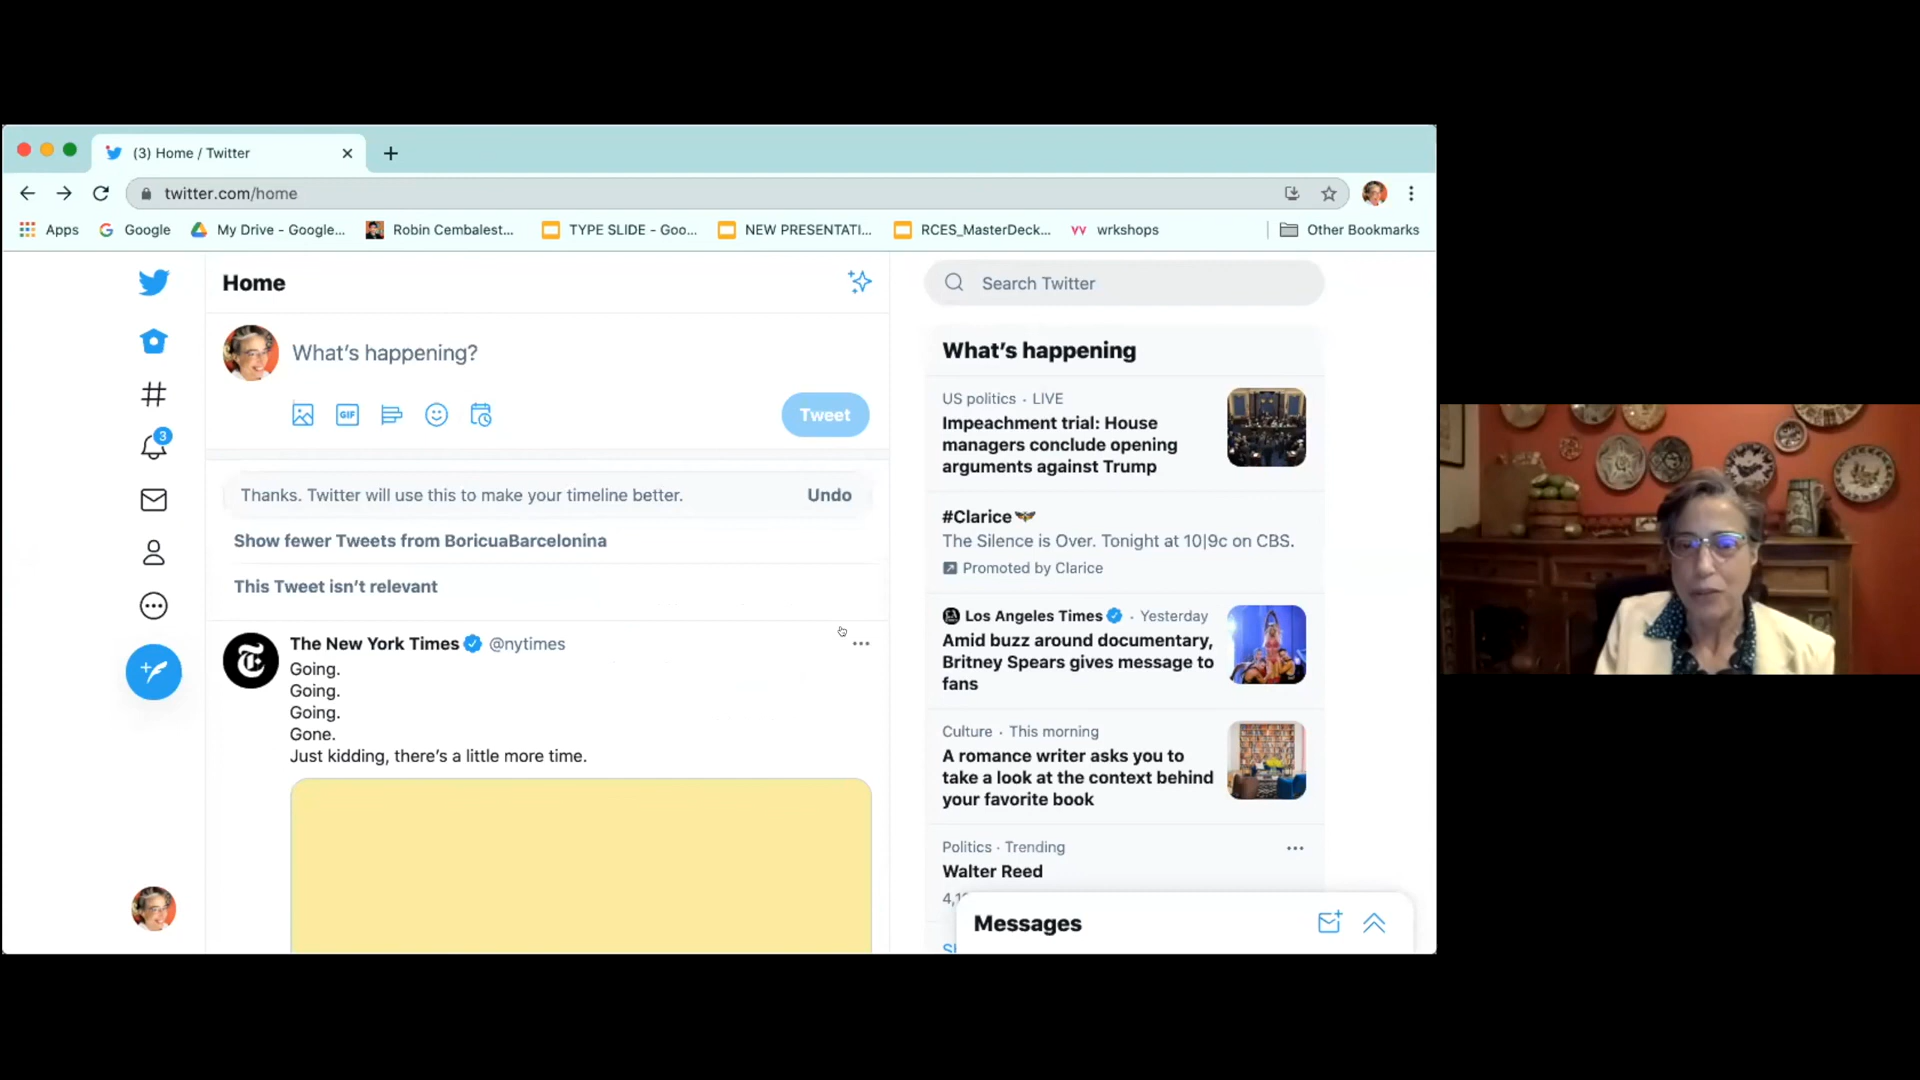 (3) Home / Twitter
twitter.com/home
Apps
Google
My Drive - Google...
Robin Cembalest...
TYPE SLIDE - Goo...
NEW PRESENTATI...
RCES_MasterDeck...
wrkshops
Other Bookmarks
Home
What's happening?
GIF
Tweet
3
Thanks. Twitter will use this to make your timeline better.
Undo
Show fewer Tweets from BoricuaBarcelonina
This Tweet isn't relevant
The New York Times @nytimes
Going.
Going.
Going.
Gone.
Just kidding, there's a little more time.
Search Twitter
What's happening
US politics · LIVE
Impeachment trial: House
managers conclude opening
arguments against Trump
#Clarice
The Silence is Over. Tonight at 10|9c on CBS.
Promoted by Clarice
Los Angeles Times · Yesterday
Amid buzz around documentary,
Britney Spears gives message to
fans
Culture · This morning
A romance writer asks you to
take a look at the context behind
your favorite book
Politics · Trending
Walter Reed
Messages